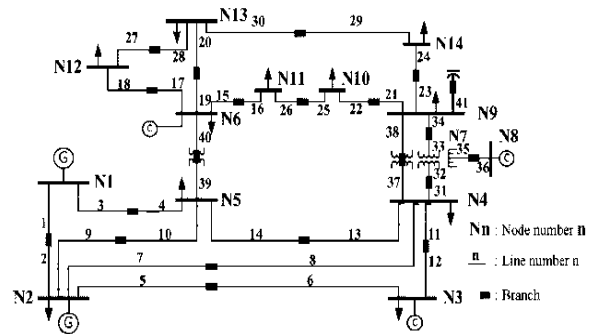 N13
30
29
20
27
28
N14
24
N12
18
17
19
15
N11
16
26
N10
25
22
21
23
41
N6
C
40
38
34
N9
N7
N8
33
35
36
C
G
N1
39
N5
37
32
31
N4
3
4
1
9
10
14
13
11
2
7
8
12
5
6
N2
G
N3
C
Nn : Node number n
n : Line number n
: Branch